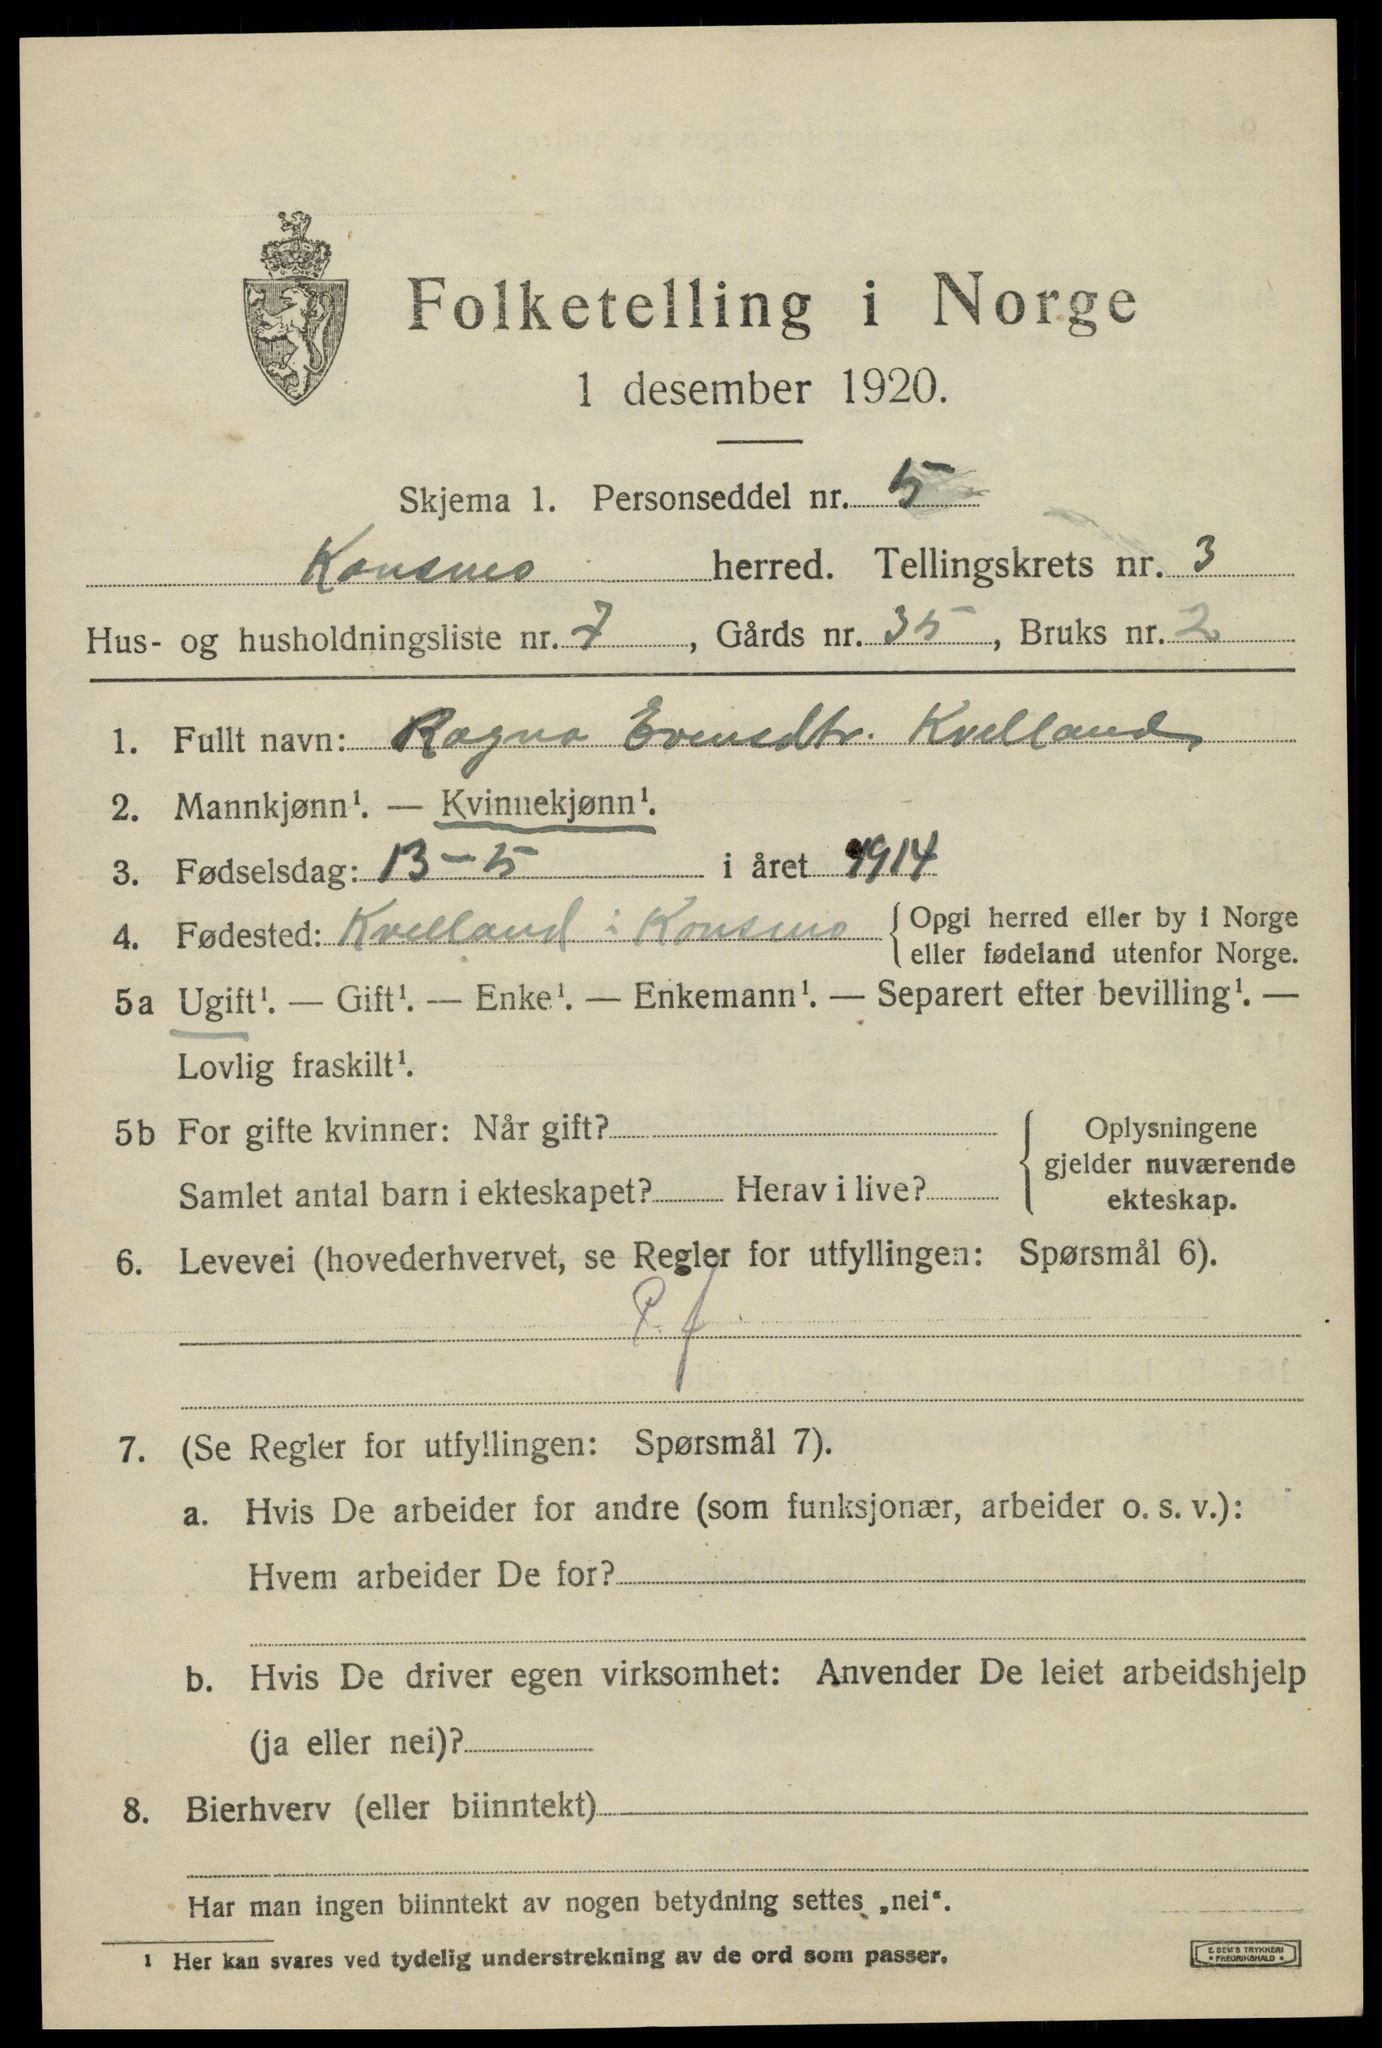 Folketelling i Norge
1 desember 1920.
Skjema 1. Personseddel nr. 5
Konsmo herred. Tellingskrets nr. 3
Hus- og husholdningsliste nr. 7, Gårds nr. 35, Bruks nr. 2
1. Fullt navn: Ragna Evensdtr. Kvelland
2. Mannkjønn¹. — Kvinnekjønn¹.
3. Fødselsdag: 13-5 i året 1914
4. Fødested: Kvelland i Konsmo { Opgi herred eller by i Norge
eller fødeland utenfor Norge.
5a Ugift¹. — Gift¹. — Enke¹. — Enkemann¹. — Separert efter bevilling¹. —
Lovlig fraskilt¹.
5b For gifte kvinner: Når gift?
Samlet antal barn i ekteskapet? Herav i live?
{ Oplysningene
gjelder nuværende
ekteskap.
6. Levevei (hovederhvervet, se Regler for utfyllingen: Spørsmål 6).
P. f
7. (Se Regler for utfyllingen: Spørsmål 7).
a. Hvis De arbeider for andre (som funksjonær, arbeider o. s. v.):
Hvem arbeider De for?
b. Hvis De driver egen virksomhet: Anvender De leiet arbeidshjelp
(ja eller nei)?
8. Bierhverv (eller biinntekt)
Har man ingen biinntekt av nogen betydning settes „nei“.
1 Her kan svares ved tydelig understrekning av de ord som passer.
E. SEM'S TRYKKERI
• FREDRIKSHALD •